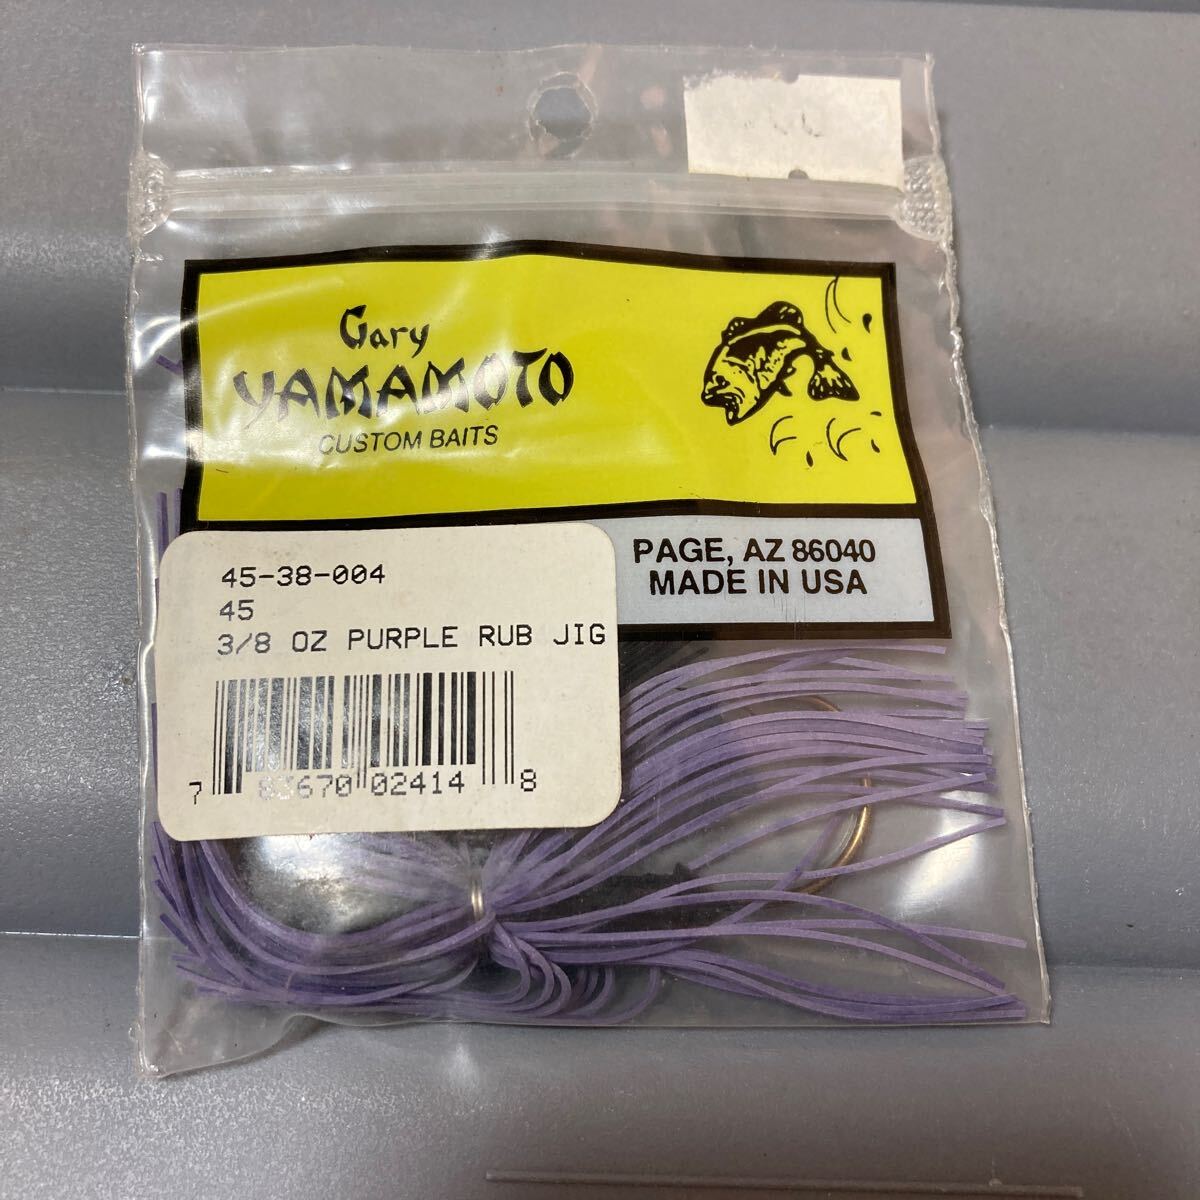 Gary
YAMAMOTO
CUSTOM BAITS
PAGE, AZ 86040
MADE IN USA
45-38-004
45
3/8 OZ PURPLE RUB JIG
7 83670 02414 8